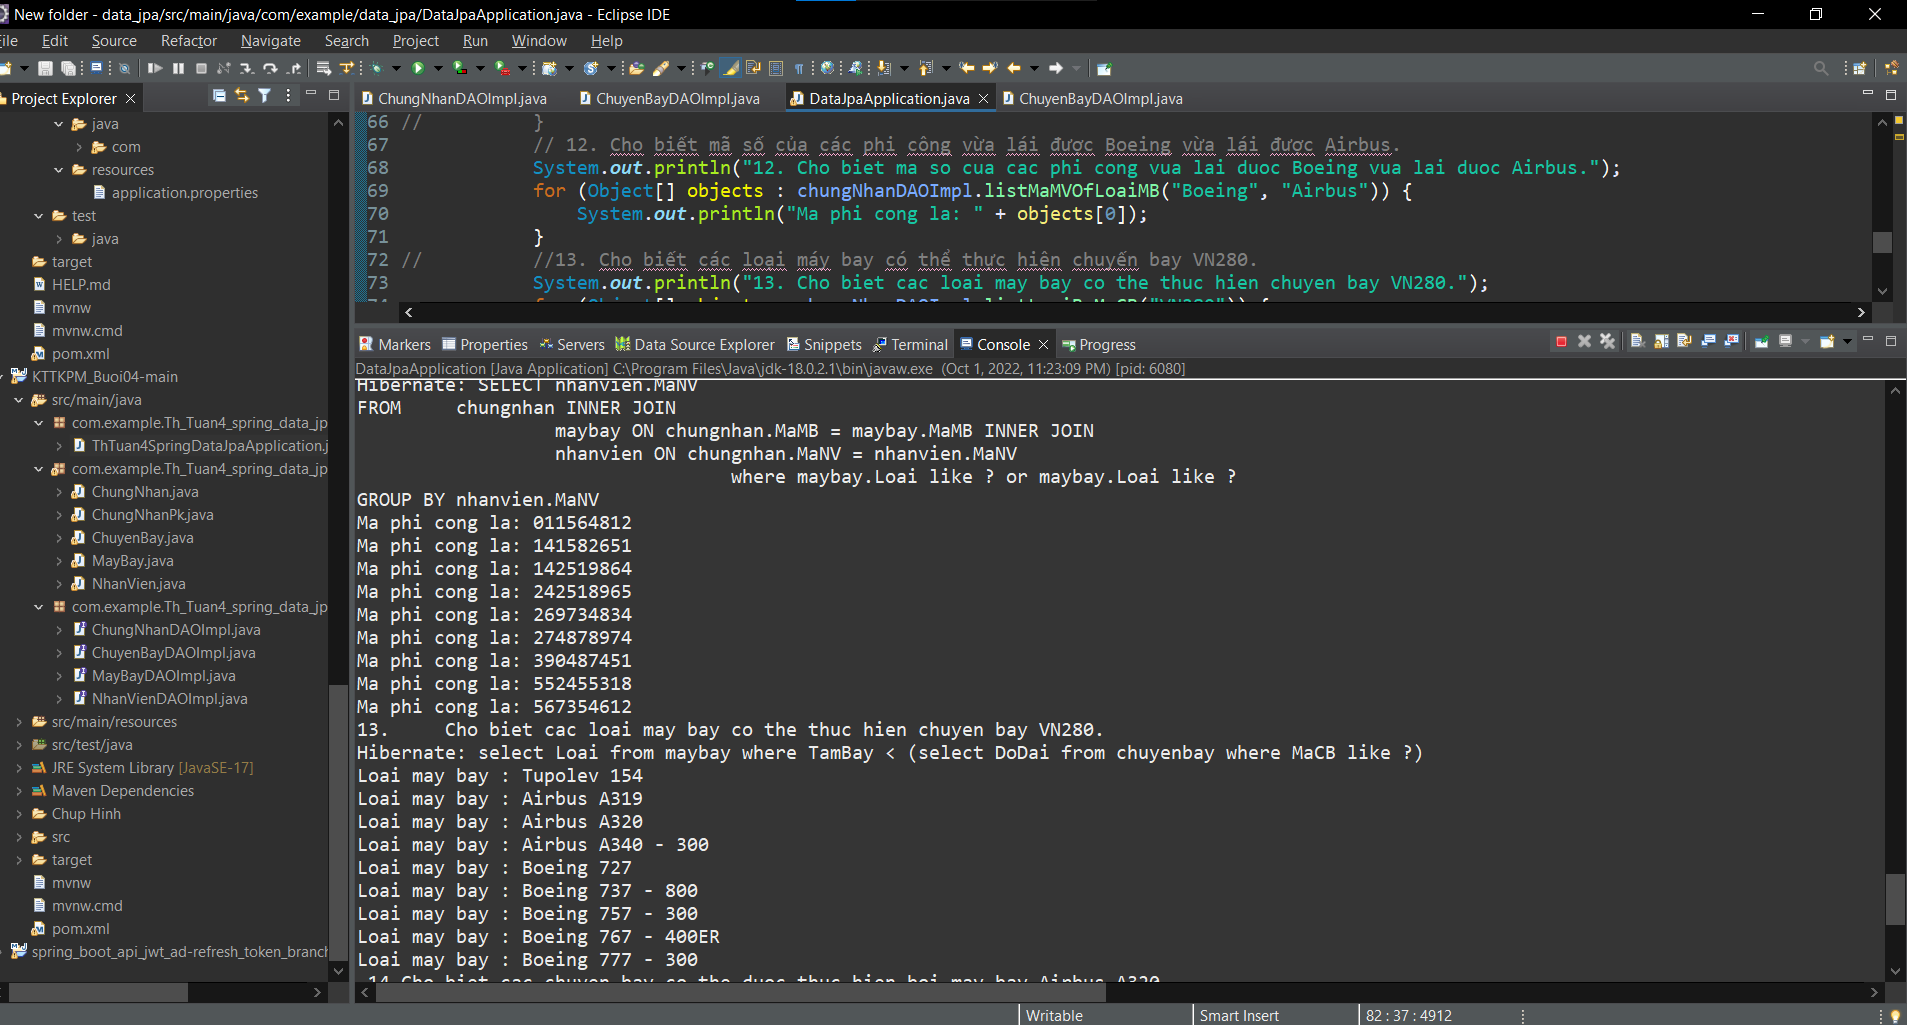 New folder - data_jpa/src/main/java/com/example/data_jpa/DataJpaApplication.java - Eclipse IDE
ile Edit Source Refactor Navigate Search Project Run Window Help
Project Explorer
java
com
resources
application.properties
test
java
target
HELP.md
mvnw
mvnw.cmd
pom.xml
KTTKPM_Buoi04-main
src/main/java
com.example.Th_Tuan4_spring_data_jp
ThTuan4SpringDataJpaApplication.j
com.example.Th_Tuan4_spring_data_jp
ChungNhan.java
ChungNhanPk.java
ChuyenBay.java
MayBay.java
NhanVien.java
com.example.Th_Tuan4_spring_data_jp
ChungNhanDAOImpl.java
ChuyenBayDAOImpl.java
MayBayDAOImpl.java
NhanVienDAOImpl.java
src/main/resources
src/test/java
JRE System Library [JavaSE-17]
Maven Dependencies
Chup Hinh
src
target
mvnw
mvnw.cmd
pom.xml
spring_boot_api_jwt_ad-refresh_token_branch
ChungNhanDAOImpl.java ChuyenBayDAOImpl.java DataJpaApplication.java ChuyenBayDAOImpl.java
66 // }
67 // 12. Cho biết mã số của các phi công vừa lái được Boeing vừa lái được Airbus.
68 System.out.println("12. Cho biet ma so cua cac phi cong vua lai duoc Boeing vua lai duoc Airbus.");
69 for (Object[] objects : chungNhanDAOImpl.listMaMVOfLoaiMB("Boeing", "Airbus")) {
70 System.out.println("Ma phi cong la: " + objects[0]);
71 }
72 // //13. Cho biết các loại máy bay có thể thực hiện chuyến bay VN280.
73 System.out.println("13. Cho biet cac loai may bay co the thuc hien chuyen bay VN280.");
Markers Properties Servers Data Source Explorer Snippets Terminal Console Progress
DataJpaApplication [Java Application] C:\Program Files\Java\jdk-18.0.2.1\bin\javaw.exe (Oct 1, 2022, 11:23:09 PM) [pid: 6080]
Hibernate: SELECT nhanvien.MaNV
FROM chungnhan INNER JOIN
maybay ON chungnhan.MaMB = maybay.MaMB INNER JOIN
nhanvien ON chungnhan.MaNV = nhanvien.MaNV
where maybay.Loai like ? or maybay.Loai like ?
GROUP BY nhanvien.MaNV
Ma phi cong la: 011564812
Ma phi cong la: 141582651
Ma phi cong la: 142519864
Ma phi cong la: 242518965
Ma phi cong la: 269734834
Ma phi cong la: 274878974
Ma phi cong la: 390487451
Ma phi cong la: 552455318
Ma phi cong la: 567354612
13. Cho biet cac loai may bay co the thuc hien chuyen bay VN280.
Hibernate: select Loai from maybay where TamBay < (select DoDai from chuyenbay where MaCB like ?)
Loai may bay : Tupolev 154
Loai may bay : Airbus A319
Loai may bay : Airbus A320
Loai may bay : Airbus A340 - 300
Loai may bay : Boeing 727
Loai may bay : Boeing 737 - 800
Loai may bay : Boeing 757 - 300
Loai may bay : Boeing 767 - 400ER
Loai may bay : Boeing 777 - 300
14 Cho biet cac chuyen bay co the duoc thuc hien boi may bay Airbus A320
Writable Smart Insert 82 : 37 : 4912